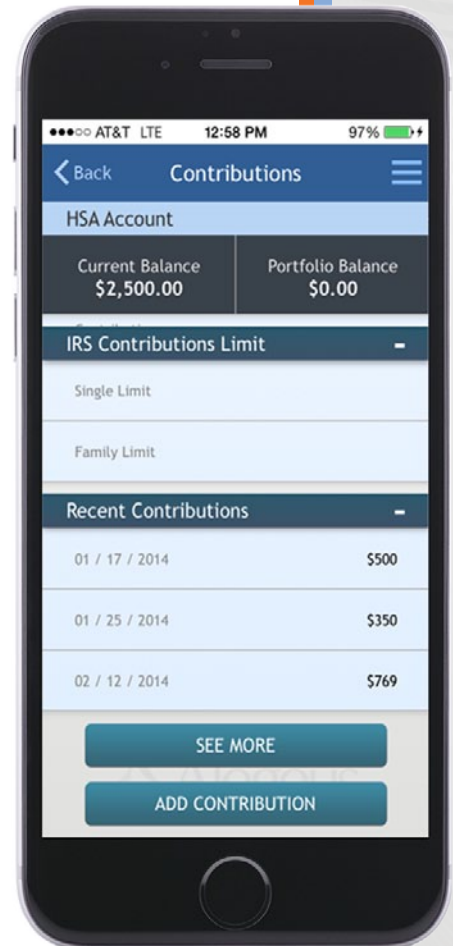 AT&T LTE 12:58 PM 97%
Back Contributions
HSA Account
Current Balance Portfolio Balance
$2,500.00 $0.00
IRS Contributions Limit -
Single Limit
Family Limit
Recent Contributions -
01 / 17 / 2014 $500
01 / 25 / 2014 $350
02 / 12 / 2014 $769
SEE MORE
ADD CONTRIBUTION